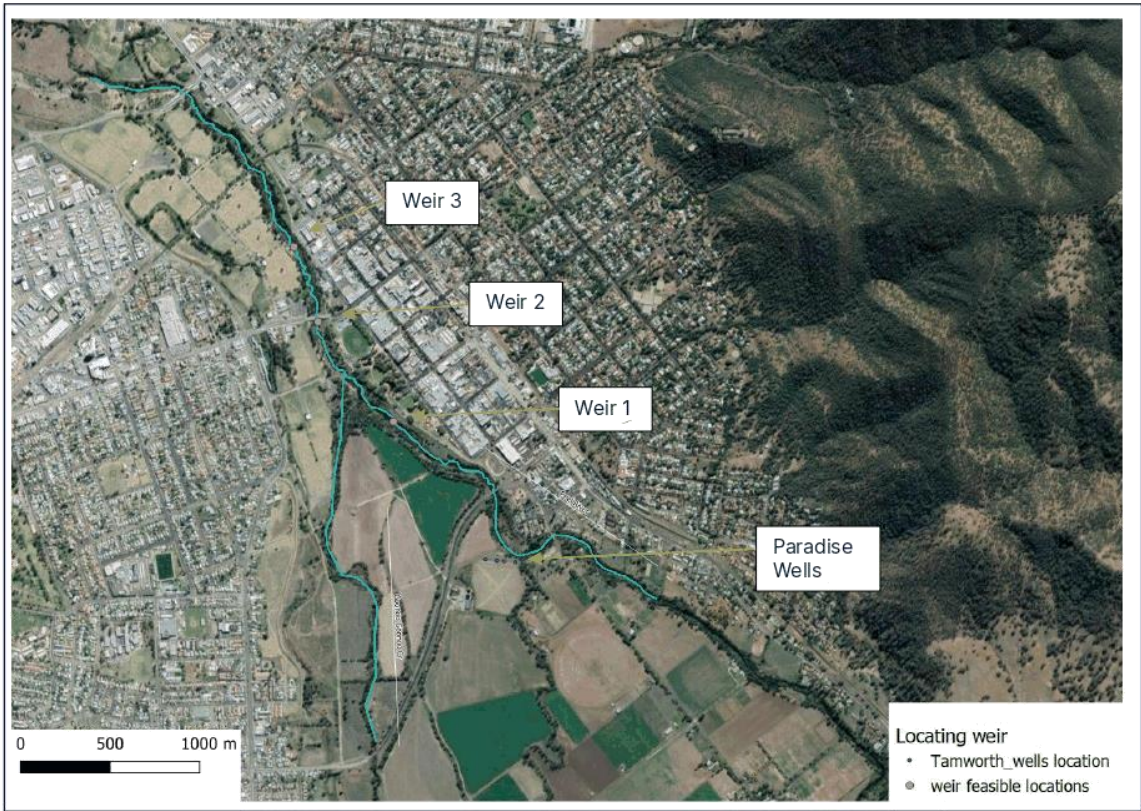 Weir 3
Weir 2
Weir 1
Paradise
Wells
0 500 1000 m
Locating weir
Tamworth_wells location
weir feasible locations